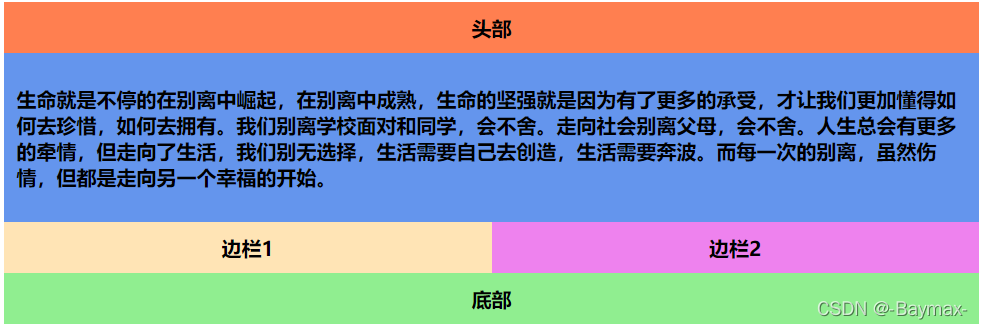 头部
生命就是不停的在别离中崛起，在别离中成熟，生命的坚强就是因为有了更多的承受，才让我们更加懂得如
何去珍惜，如何去拥有。我们别离学校面对和同学，会不舍。走向社会别离父母，会不舍。人生总会有更多
的牵情，但走向了生活，我们别无选择，生活需要自己去创造，生活需要奔波。而每一次的别离，虽然伤
情，但都是走向另一个幸福的开始。
边栏1
边栏2
底部
CSDN @-Baymax-